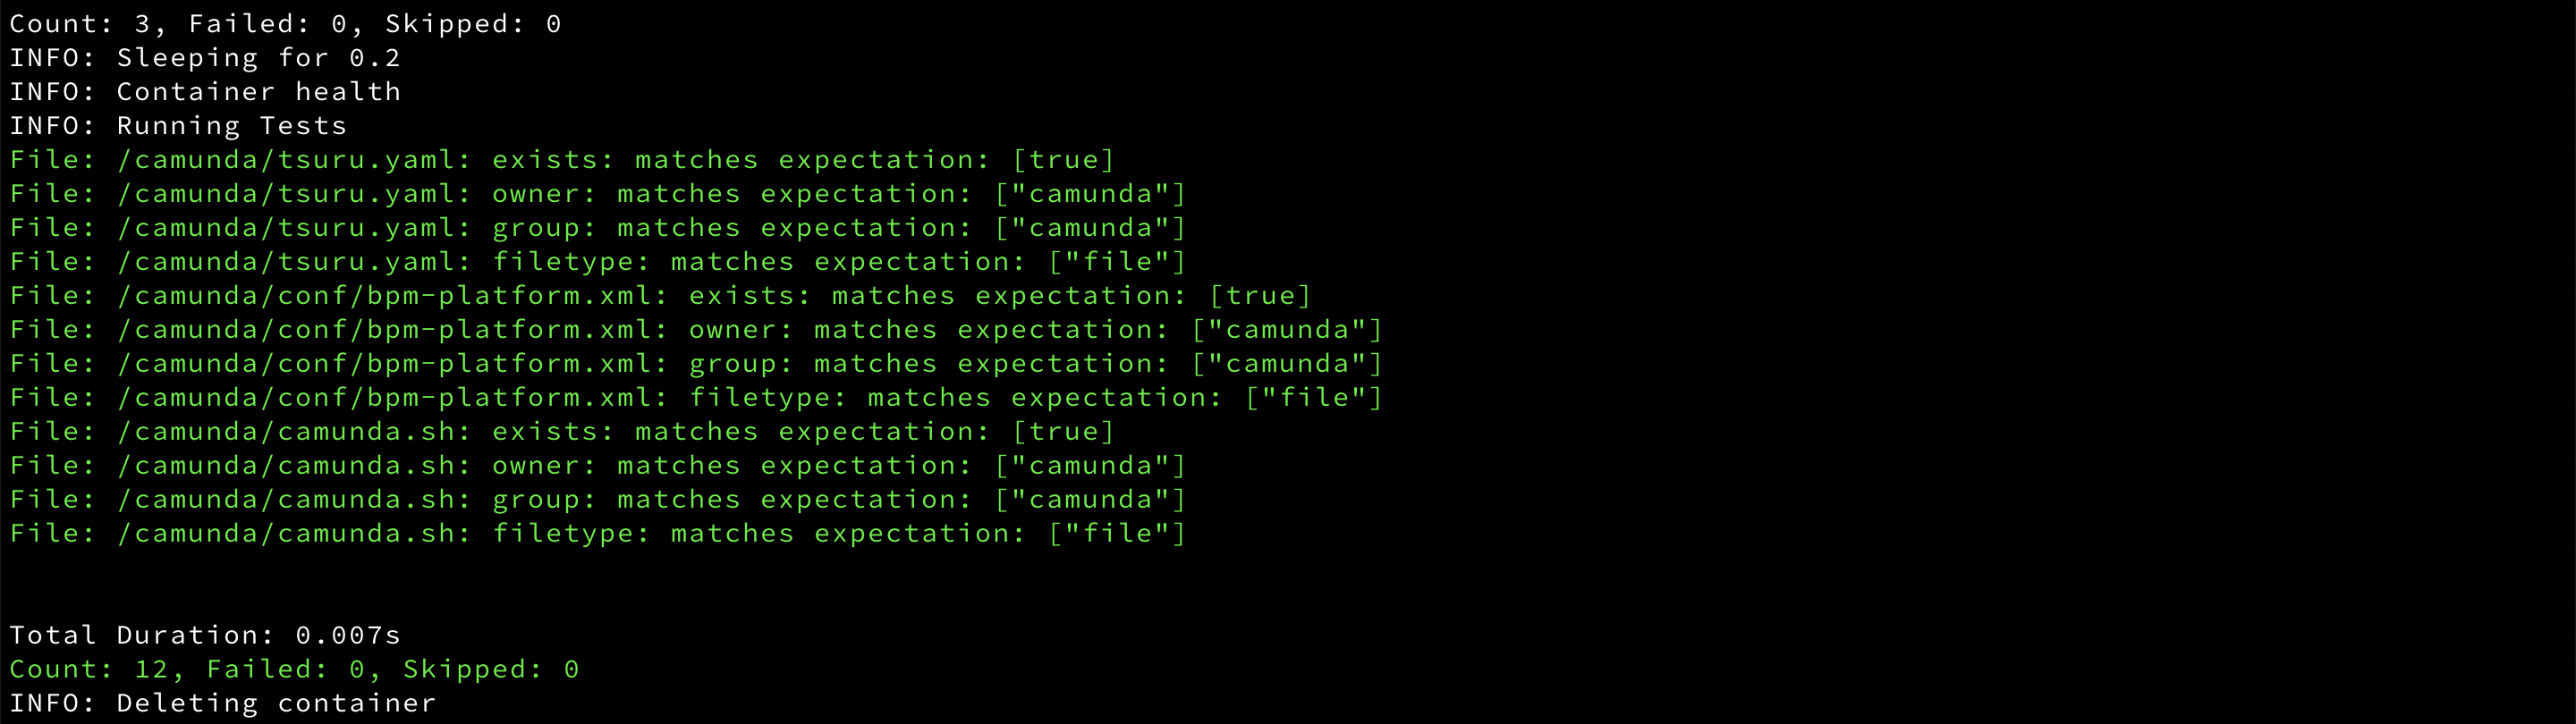 Count: 3, Failed: 0, Skipped: 0
INFO: Sleeping for 0.2
INFO: Container health
INFO: Running Tests
File: /camunda/tsuru.yaml: exists: matches expectation: [true]
File: /camunda/tsuru.yaml: owner: matches expectation: ["camunda"]
File: /camunda/tsuru.yaml: group: matches expectation: ["camunda"]
File: /camunda/tsuru.yaml: filetype: matches expectation: ["file"]
File: /camunda/conf/bpm-platform.xml: exists: matches expectation: [true]
File: /camunda/conf/bpm-platform.xml: owner: matches expectation: ["camunda"]
File: /camunda/conf/bpm-platform.xml: group: matches expectation: ["camunda"]
File: /camunda/conf/bpm-platform.xml: filetype: matches expectation: ["file"]
File: /camunda/camunda.sh: exists: matches expectation: [true]
File: /camunda/camunda.sh: owner: matches expectation: ["camunda"]
File: /camunda/camunda.sh: group: matches expectation: ["camunda"]
File: /camunda/camunda.sh: filetype: matches expectation: ["file"]
Total Duration: 0.007s
Count: 12, Failed: 0, Skipped: 0
INFO: Deleting container